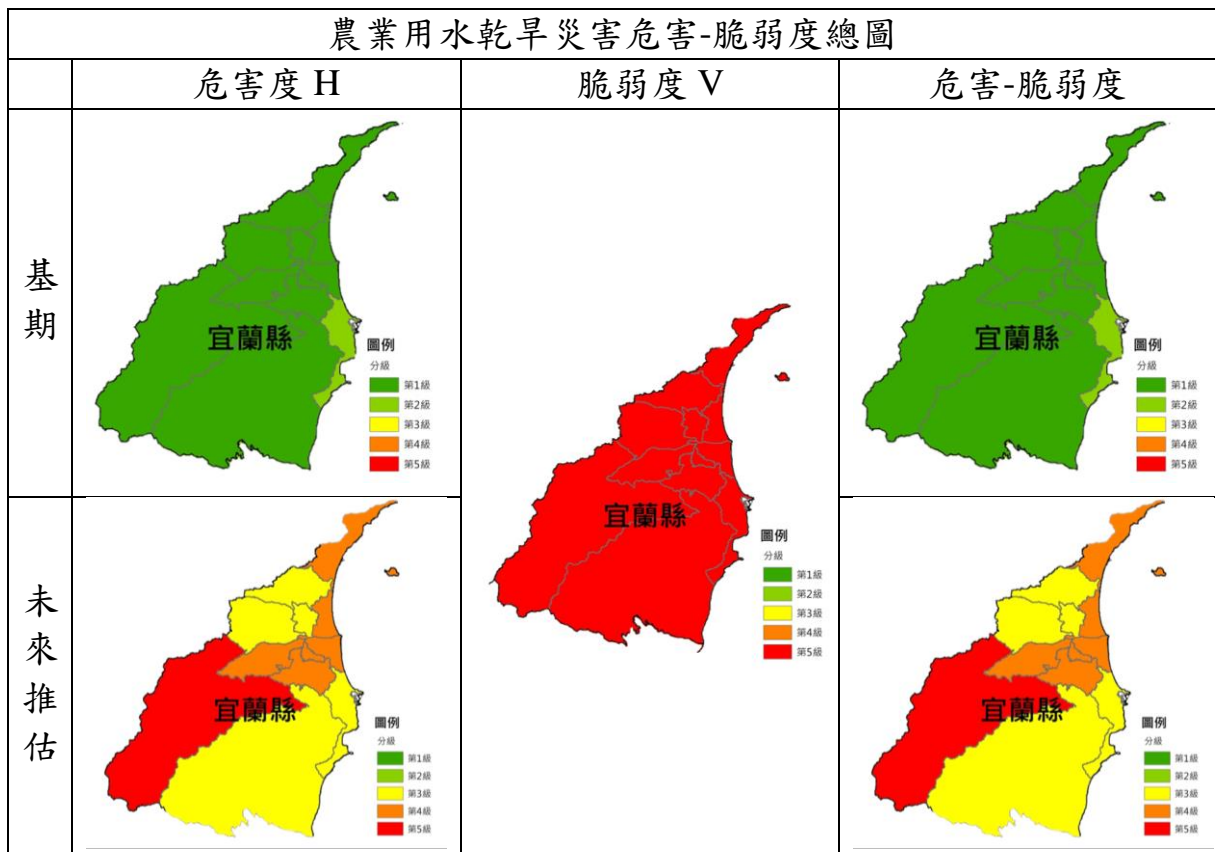 農業用水乾旱災害危害-脆弱度總圖
危害度 H
脆弱度 V
危害-脆弱度
基期
宜蘭縣
圖例
分級
第1級
第2級
第3級
第4級
第5級
宜蘭縣
圖例
分級
第1級
第2級
第3級
第4級
第5級
宜蘭縣
圖例
分級
第1級
第2級
第3級
第4級
第5級
未來推估
宜蘭縣
圖例
分級
第1級
第2級
第3級
第4級
第5級
宜蘭縣
圖例
分級
第1級
第2級
第3級
第4級
第5級